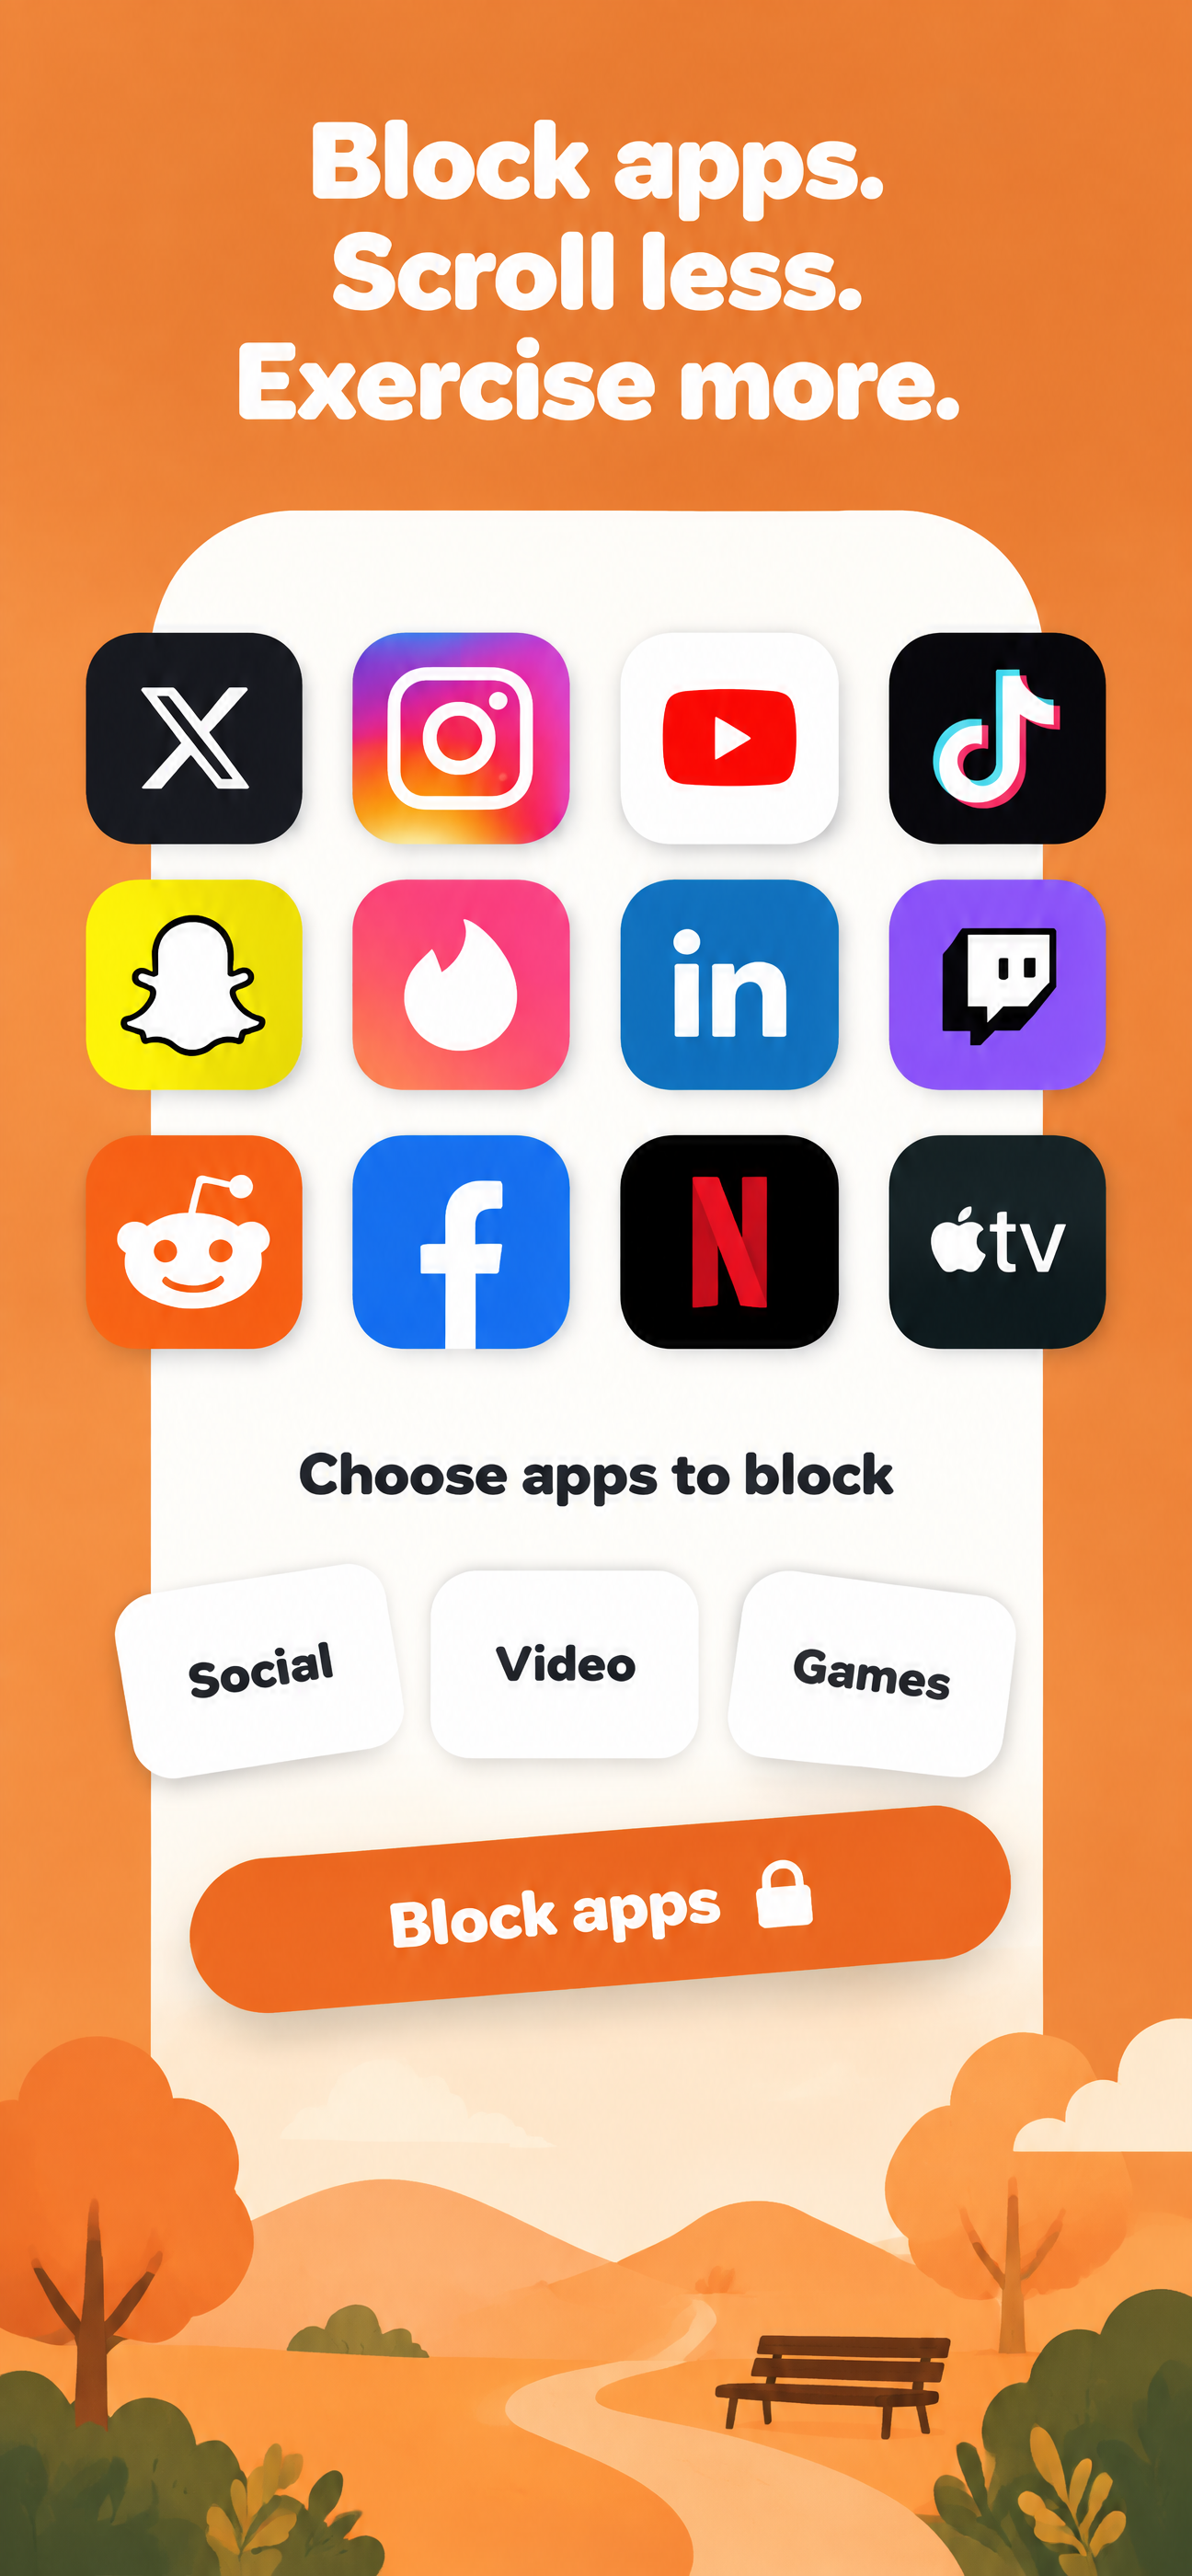 Block apps.
Scroll less.
Exercise more.
X
in
f
N
tv
Choose apps to block
Social
Video
Games
Block apps